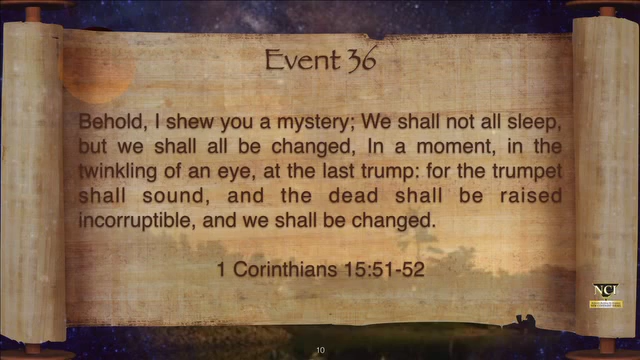 Event 36
Behold, I shew you a mystery; We shall not all sleep,
but we shall all be changed, In a moment, in the
twinkling of an eye, at the last trump: for the trumpet
shall sound, and the dead shall be raised
incorruptible, and we shall be changed.
1 Corinthians 15:51-52
NCI
10